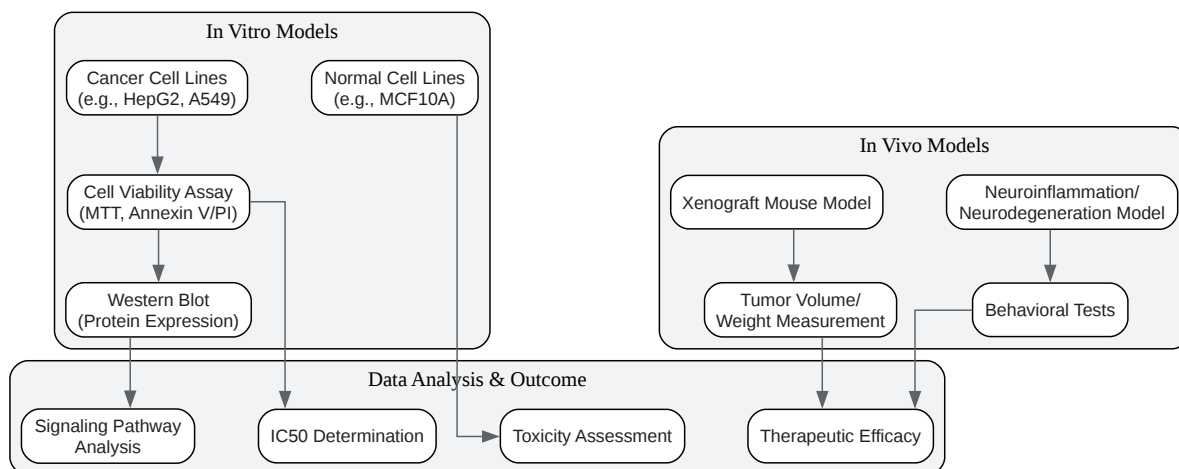 In Vitro Models
Cancer Cell Lines
(e.g., HepG2, A549)
Normal Cell Lines
(e.g., MCF10A)
Cell Viability Assay
(MTT, Annexin V/PI)
Western Blot
(Protein Expression)
In Vivo Models
Xenograft Mouse Model
Neuroinflammation/
Neurodegeneration Model
Tumor Volume/
Weight Measurement
Behavioral Tests
Data Analysis & Outcome
Signaling Pathway
Analysis
IC50 Determination
Toxicity Assessment
Therapeutic Efficacy